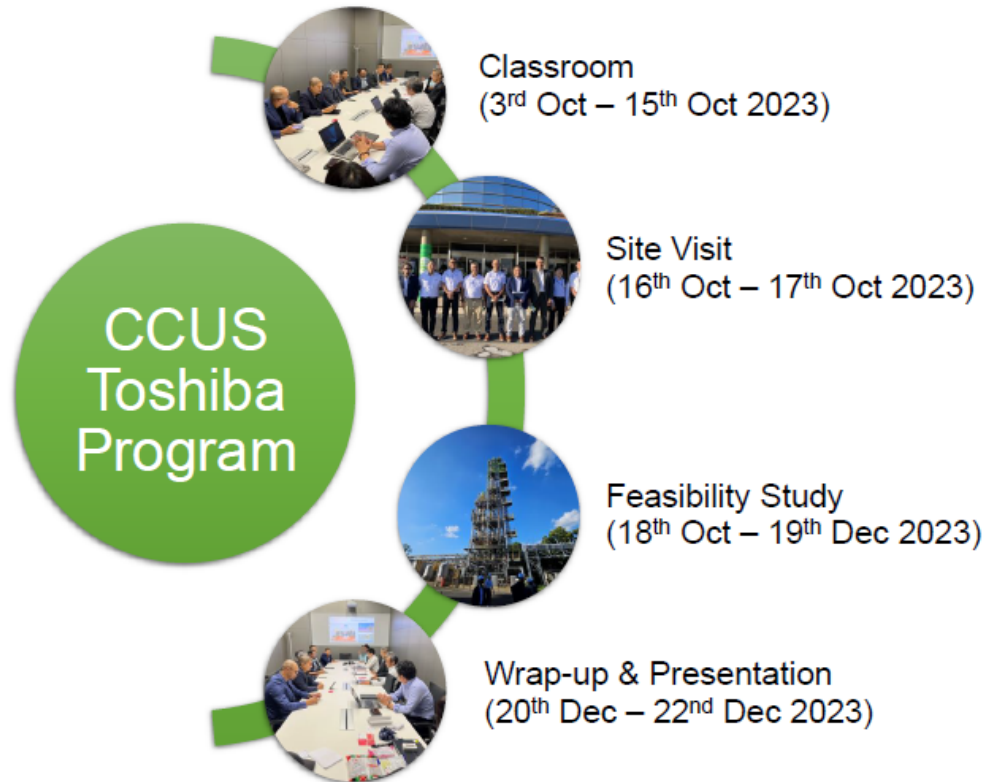 CCUS
Toshiba
Program
Classroom
(3rd Oct – 15th Oct 2023)
Site Visit
(16th Oct – 17th Oct 2023)
Feasibility Study
(18th Oct – 19th Dec 2023)
Wrap-up & Presentation
(20th Dec – 22nd Dec 2023)